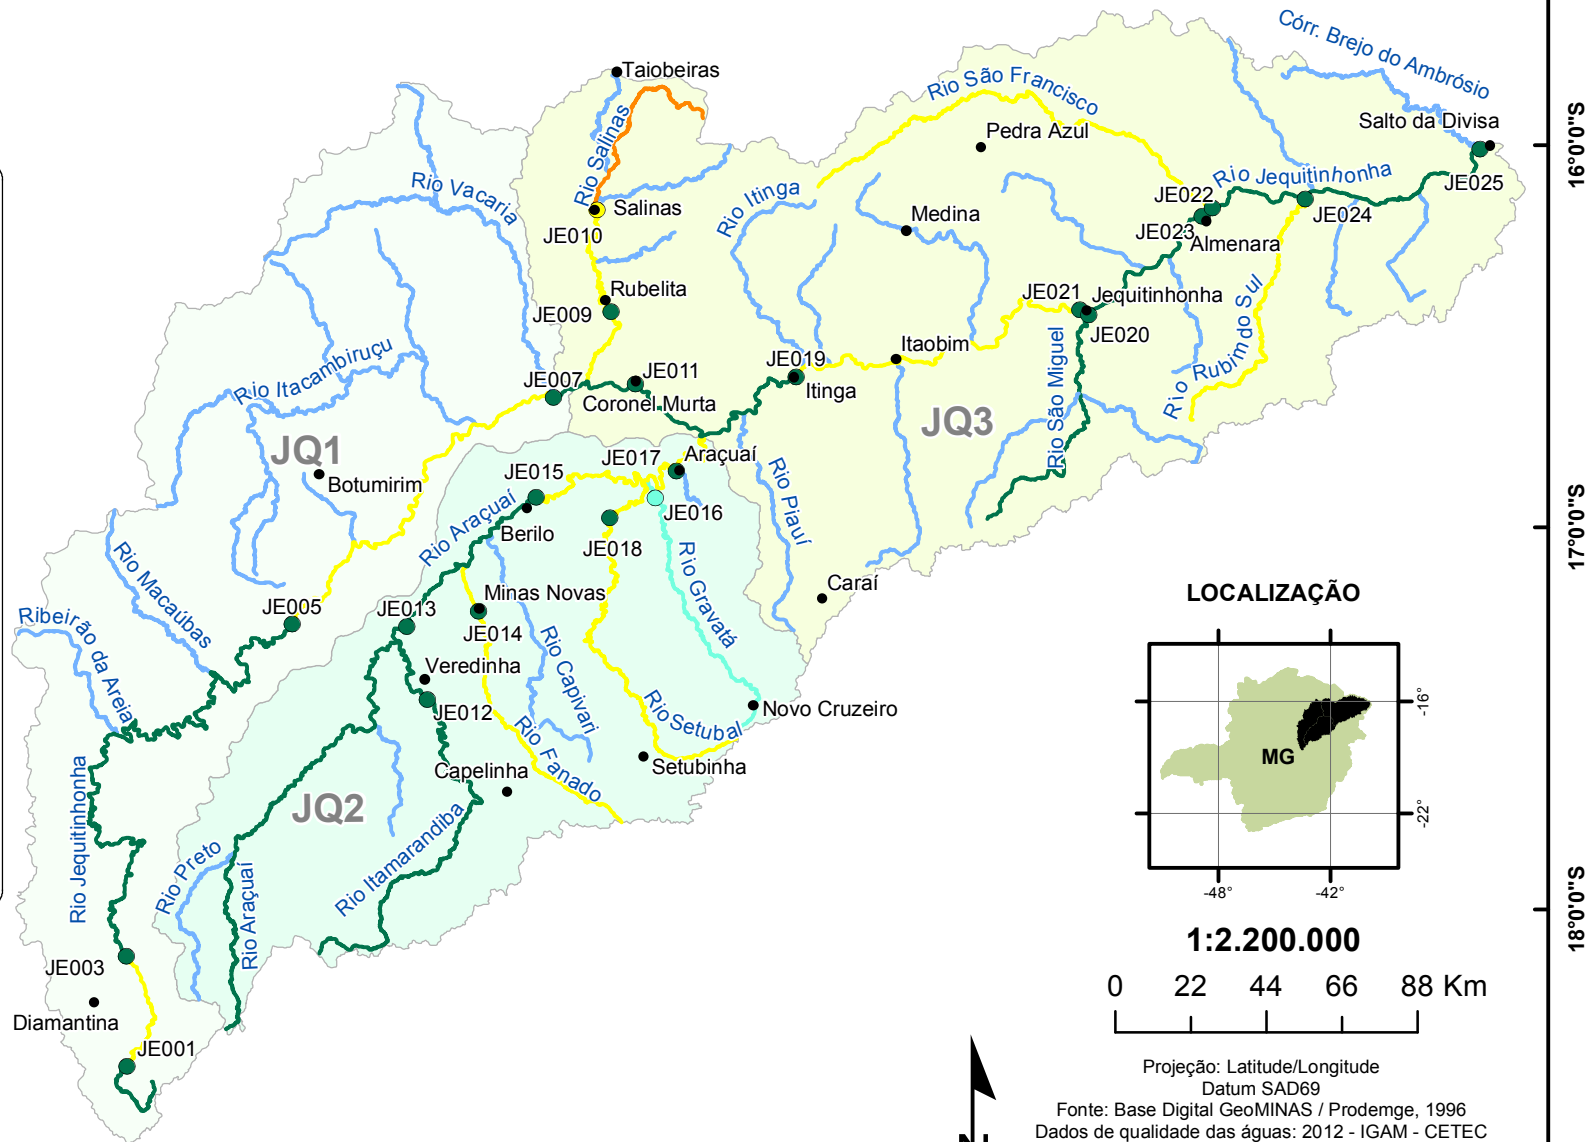 Córr. Brejo do Ambrósio
Taiobeiras
Rio São Francisco
Salto da Divisa
16°0'0"S
Pedra Azul
Rio Salinas
Rio Vacaria
Rio Itinga
Rio Jequitinhonha
JE025
JE022
JE024
Salinas
Medina
JE010
JE023
Almenara
Rubelita
JE009
JE021
Jequitinhonha
JE020
Rio Itacambiruçu
Itaobim
Rio São Miguel
Rio Rubim do Sul
JE007
JE011
JE019
Coronel Murta
Itinga
JQ3
JQ1
Botumirim
JE015
JE017
Araçuaí
Rio Araçuaí
Berilo
JE016
Rio Piauí
17°0'0"S
JE018
Rio Macaúbas
Rio Gravatá
Caraí
LOCALIZAÇÃO
Ribeirão da Areia
JE005
JE013
Minas Novas
JE014
Rio Capivari
Veredinha
JE012
Rio Setubal
Novo Cruzeiro
-16°
MG
Rio Fanado
Setubinha
Capelinha
JQ2
-22°
Rio Jequitinhonha
Rio Preto
Rio Araçuaí
Rio Itamarandiba
-48
-42
18°0'0"S
1:2.200.000
JE003
0 22 44 66 88 Km
Diamantina
JE001
Projeção: Latitude/Longitude
Datum SAD69
Fonte: Base Digital GeoMINAS / Prodemge, 1996
Dados de qualidade das águas: 2012 - IGAM - CETEC
N